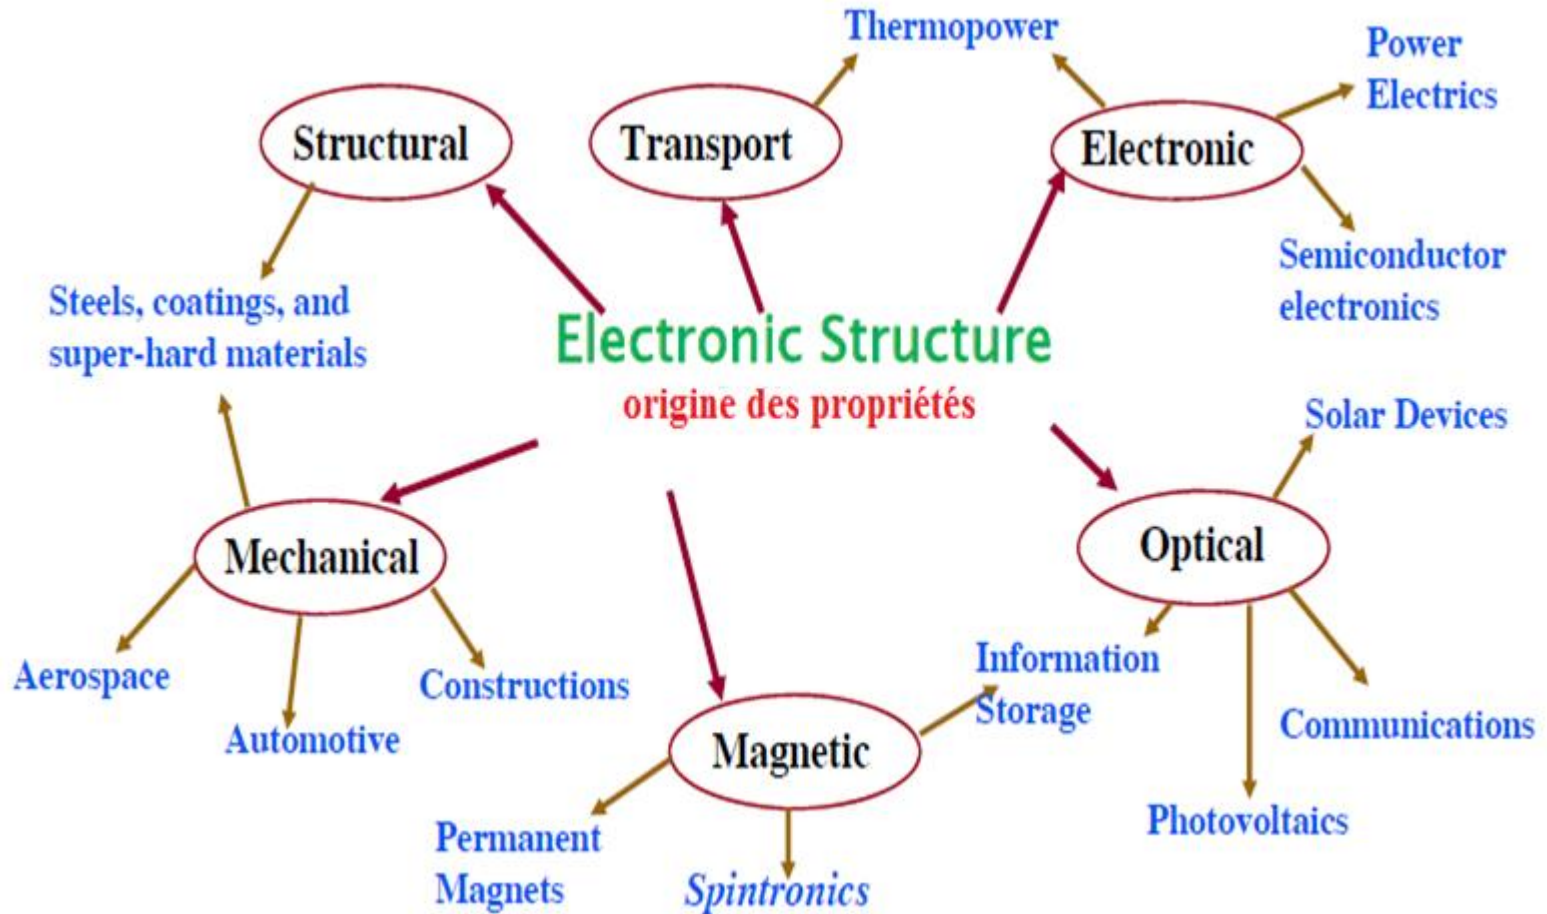 Thermopower
Power
Electrics
Structural
Transport
Electronic
Semiconductor
electronics
Steels, coatings, and
super-hard materials
Electronic Structure
origine des propriétés
Solar Devices
Mechanical
Optical
Information
Storage
Aerospace
Constructions
Automotive
Communications
Magnetic
Photovoltaics
Permanent
Magnets
Spintronics